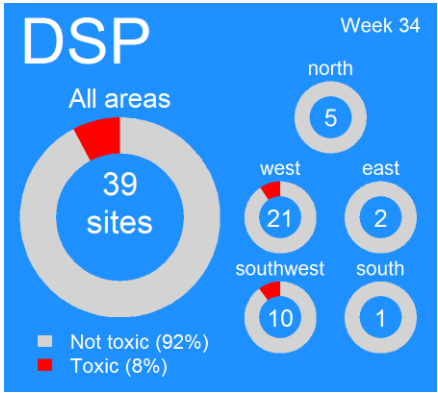 DSP
Week 34
All areas
39
sites
north
5
west
21
east
2
southwest
10
south
1
Not toxic (92%)
Toxic (8%)